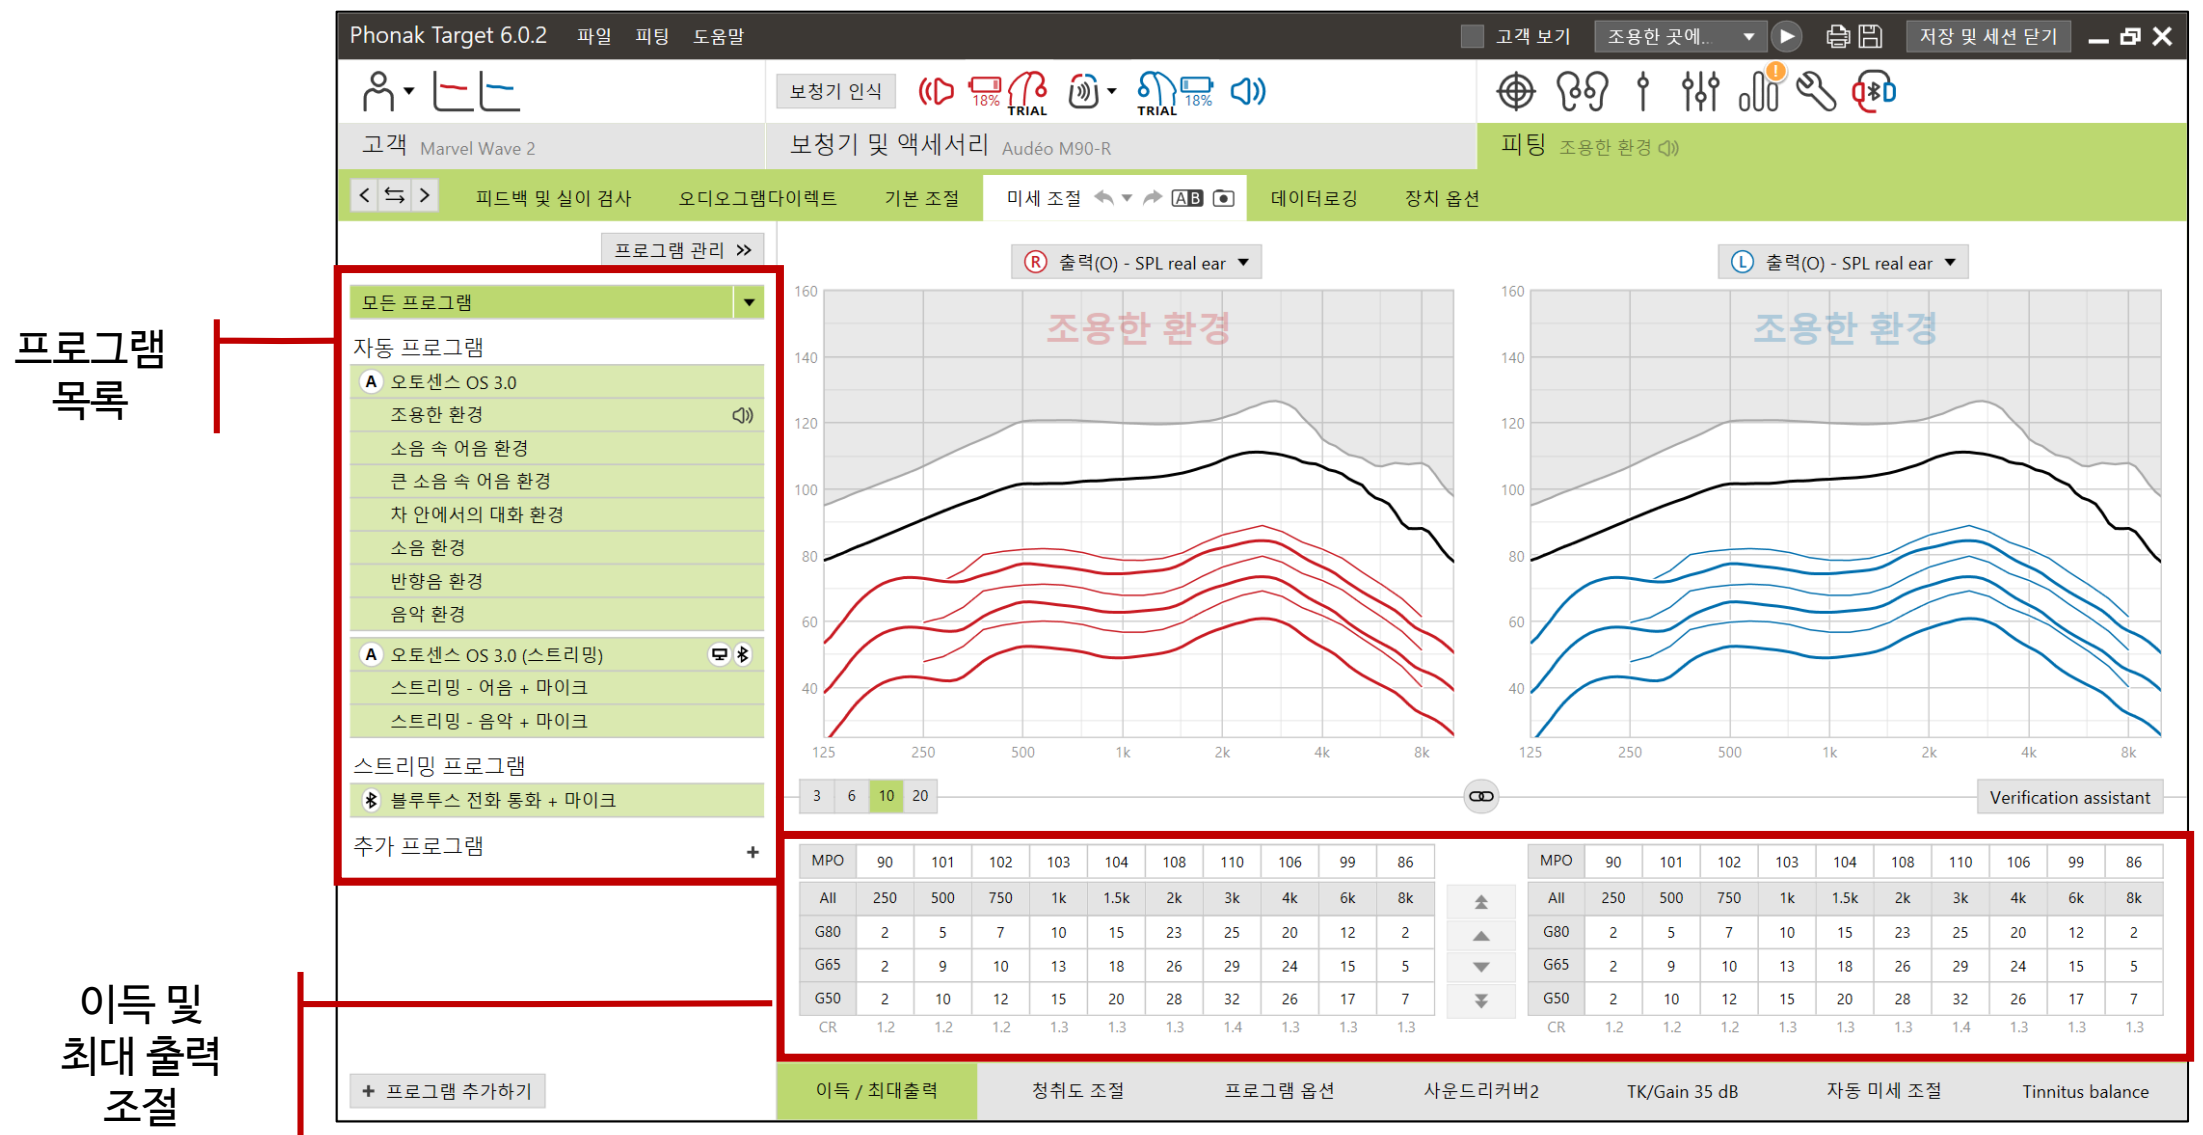 Phonak Target 6.0.2 파일 피팅 도움말 고객 보기 조용한 곳에... 저장 및 세션 닫기
보청기 인식 18% TRIAL TRIAL 18% !
고객 Marvel Wave 2 보청기 및 액세서리 Audéo M90-R 피팅 조용한 환경
피드백 및 실이 검사 오디오그램다이렉트 기본 조절 미세 조절 AB 데이터로깅 장치 옵션
프로그램 관리 »
프로그램
목록
모든 프로그램
자동 프로그램
A 오토센스 OS 3.0
조용한 환경
소음 속 어음 환경
큰 소음 속 어음 환경
차 안에서의 대화 환경
소음 환경
반향음 환경
음악 환경
A 오토센스 OS 3.0 (스트리밍)
스트리밍 - 어음 + 마이크
스트리밍 - 음악 + 마이크
스트리밍 프로그램
블루투스 전화 통화 + 마이크
추가 프로그램 +
+ 프로그램 추가하기
R 출력(O) - SPL real ear
조용한 환경
160
140
120
100
80
60
40
125 250 500 1k 2k 4k 8k
L 출력(O) - SPL real ear
조용한 환경
160
140
120
100
80
60
40
125 250 500 1k 2k 4k 8k
3 6 10 20 Verification assistant
이득 및
최대 출력
조절
MPO 90 101 102 103 104 108 110 106 99 86
All 250 500 750 1k 1.5k 2k 3k 4k 6k 8k
G80 2 5 7 10 15 23 25 20 12 2
G65 2 9 10 13 18 26 29 24 15 5
G50 2 10 12 15 20 28 32 26 17 7
CR 1.2 1.2 1.2 1.3 1.3 1.3 1.4 1.3 1.3 1.3
MPO 90 101 102 103 104 108 110 106 99 86
All 250 500 750 1k 1.5k 2k 3k 4k 6k 8k
G80 2 5 7 10 15 23 25 20 12 2
G65 2 9 10 13 18 26 29 24 15 5
G50 2 10 12 15 20 28 32 26 17 7
CR 1.2 1.2 1.2 1.3 1.3 1.3 1.4 1.3 1.3 1.3
이득 / 최대출력 청취도 조절 프로그램 옵션 사운드리커버2 TK/Gain 35 dB 자동 미세 조절 Tinnitus balance